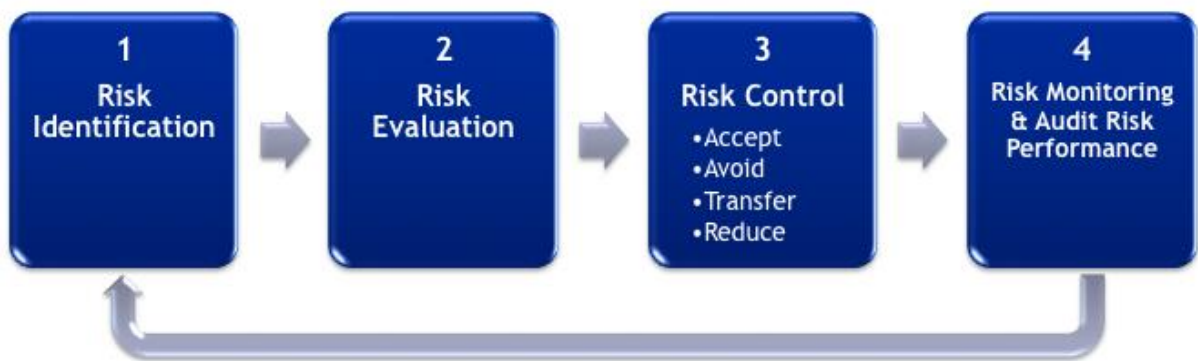 1
Risk
Identification
2
Risk
Evaluation
3
Risk Control
•Accept
•Avoid
•Transfer
•Reduce
4
Risk Monitoring
& Audit Risk
Performance